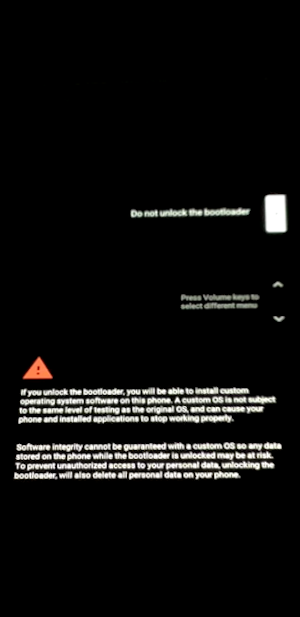 Do not unlock the bootloader
Press Volume keys to
select different menu
If you unlock the bootloader, you will be able to install custom
operating system software on this phone. A custom OS is not subject
to the same level of testing as the original OS, and can cause your
phone and installed applications to stop working properly.
Software integrity cannot be guaranteed with a custom OS so any data
stored on the phone while the bootloader is unlocked may be at risk.
To prevent unauthorized access to your personal data, unlocking the
bootloader, will also delete all personal data on your phone.